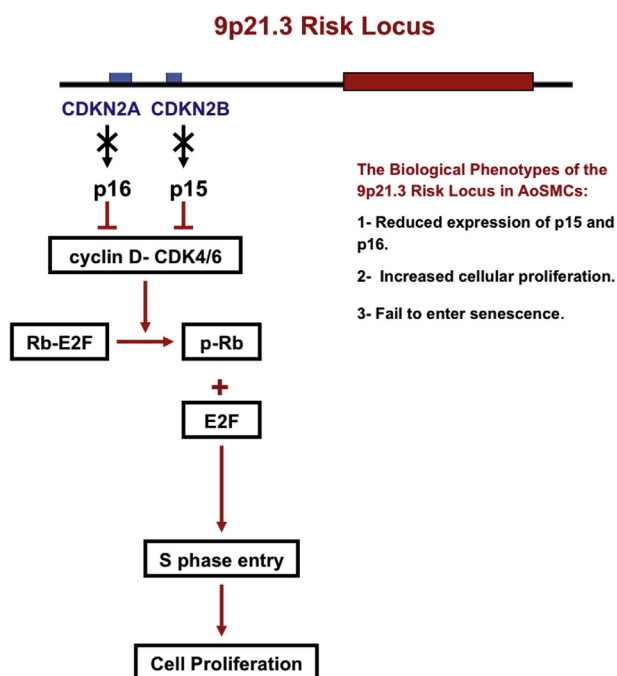 9p21.3 Risk Locus
CDKN2A CDKN2B
p16 p15
cyclin D- CDK4/6
Rb-E2F p-Rb
+
E2F
S phase entry
Cell Proliferation
The Biological Phenotypes of the
9p21.3 Risk Locus in AoSMCs:
1- Reduced expression of p15 and
p16.
2- Increased cellular proliferation.
3- Fail to enter senescence.